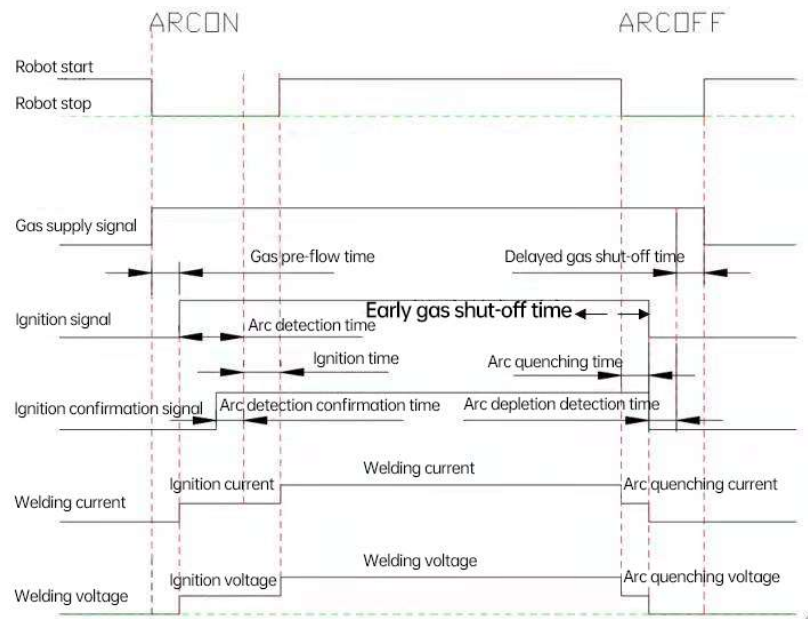 ARCON
ARCOFF
Robot start
Robot stop
Gas supply signal
Gas pre-flow time
Delayed gas shut-off time
Ignition signal
Early gas shut-off time
Arc detection time
Ignition time
Arc quenching time
Ignition confirmation signal
Arc detection confirmation time
Arc depletion detection time
Welding current
Ignition current
Welding current
Arc quenching current
Welding voltage
Ignition voltage
Welding voltage
Arc quenching voltage